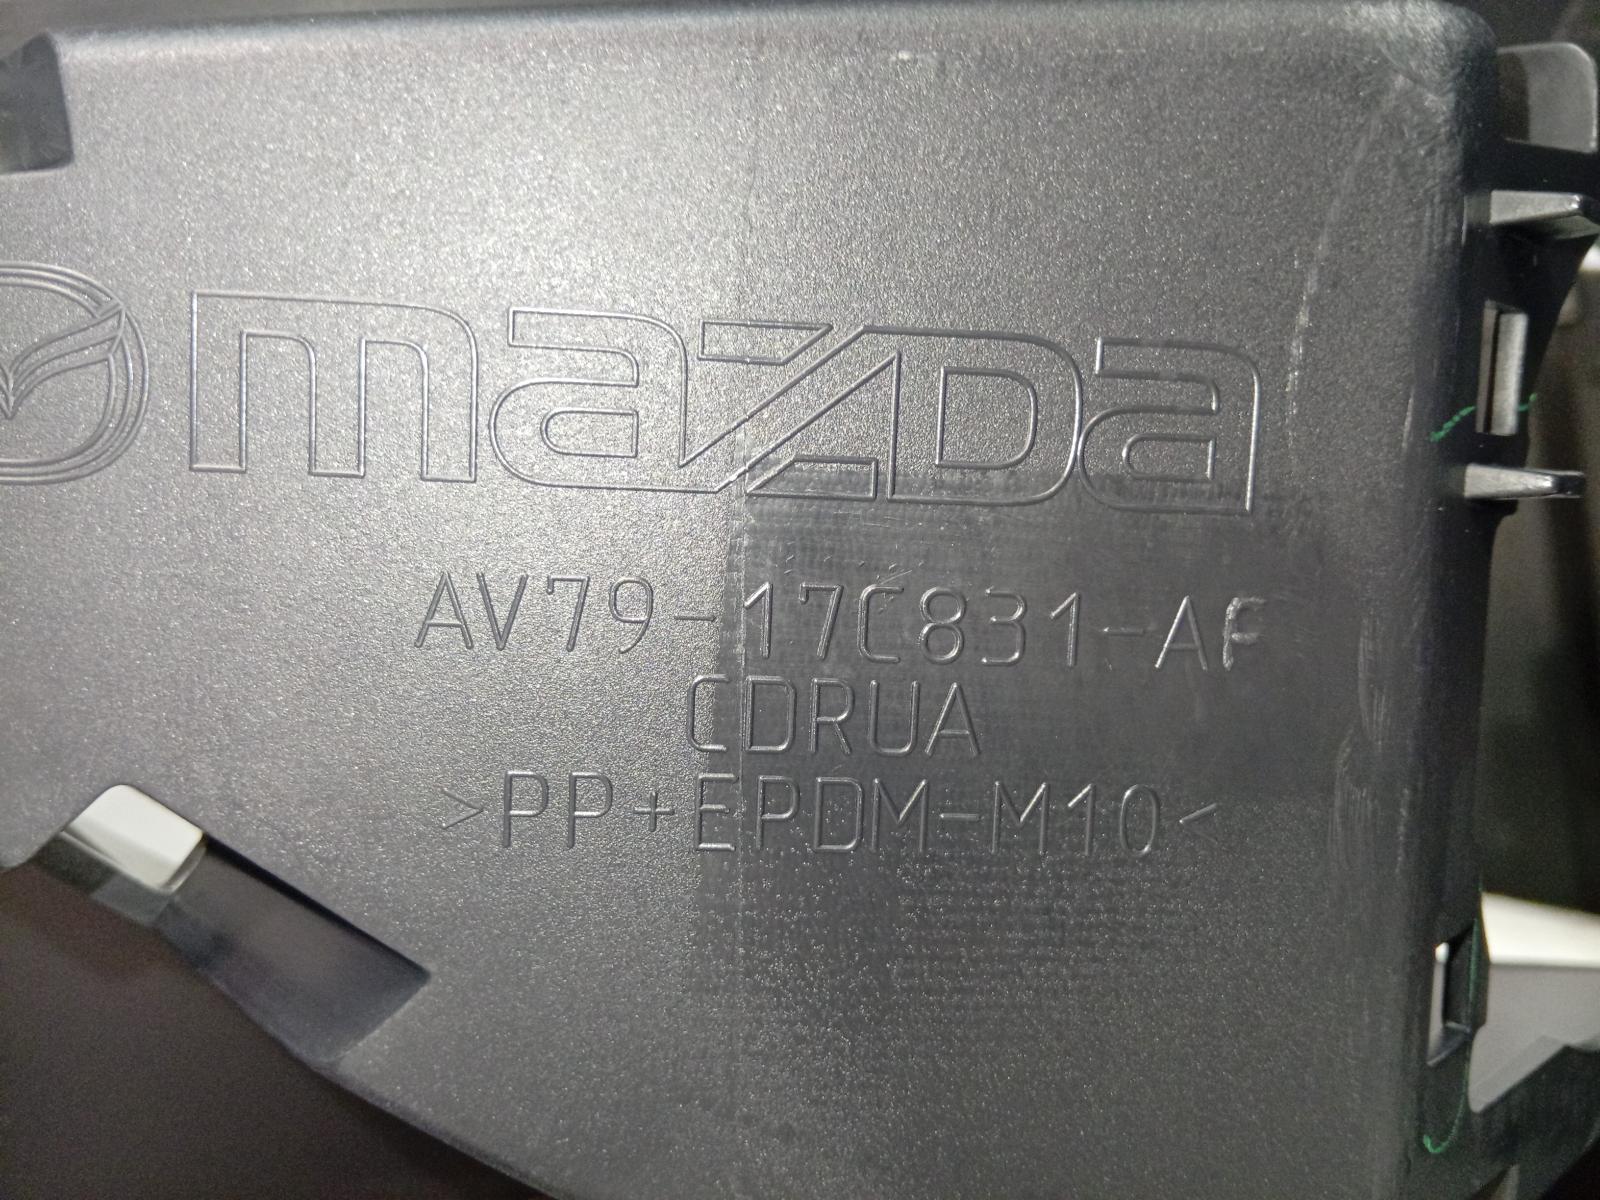 mazda
AV79-17C831-AF
CDRUA
>PP+EPDM-M10<